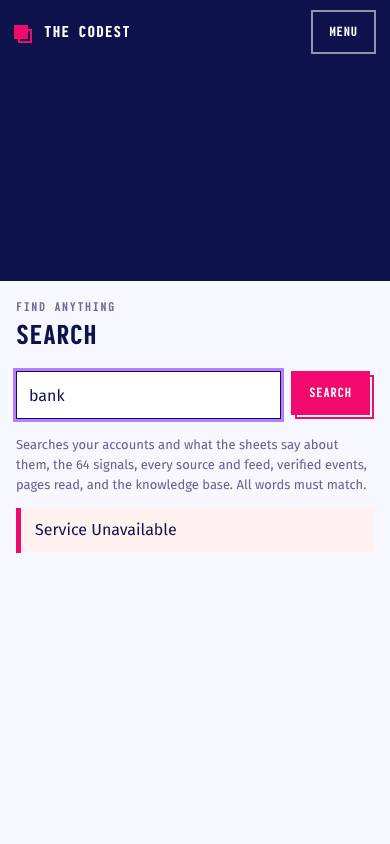 THE CODEST
MENU
FIND ANYTHING
SEARCH
bank
SEARCH
Searches your accounts and what the sheets say about
them, the 64 signals, every source and feed, verified events,
pages read, and the knowledge base. All words must match.
Service Unavailable